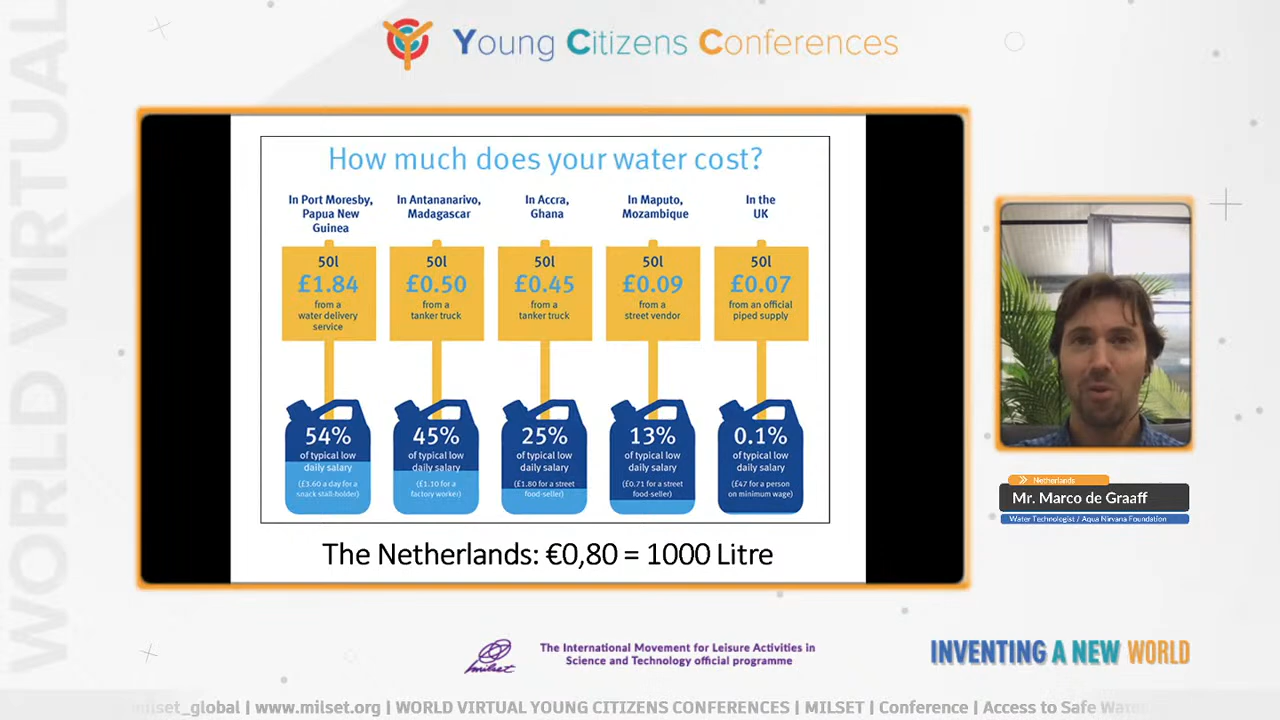 WORLD VIRTUAL
Young Citizens Conferences
How much does your water cost?
In Port Moresby,
Papua New
Guinea
50l
£1.84
from a
water delivery
service
54%
of typical low
daily salary
(£3.60 a day for a
snack stall-holder)
In Antananarivo,
Madagascar
50l
£0.50
from a
tanker truck
45%
of typical low
daily salary
(£1.10 for a
factory worker)
In Accra,
Ghana
50l
£0.45
from a
tanker truck
25%
of typical low
daily salary
(£1.80 for a street
food-seller)
In Maputo,
Mozambique
50l
£0.09
from a
street vendor
13%
of typical low
daily salary
(£0.71 for a street
food-seller)
In the
UK
50l
£0.07
from an official
piped supply
0.1%
of typical low
daily salary
(£47 for a person
on minimum wage)
The Netherlands: €0,80 = 1000 Litre
Netherlands
Mr. Marco de Graaff
Water Technologist / Aqua Nirvana Foundation
milset
The International Movement for Leisure Activities in
Science and Technology official programme
INVENTING A NEW WORLD
milset_global | www.milset.org | WORLD VIRTUAL YOUNG CITIZENS CONFERENCES | MILSET | Conference | Access to Safe Water